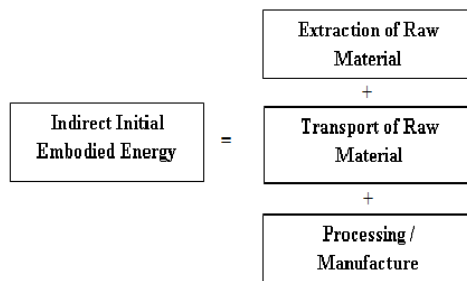 Extraction of Raw
Material
+
Indirect Initial
Embodied Energy
=
Transport of Raw
Material
+
Processing /
Manufacture